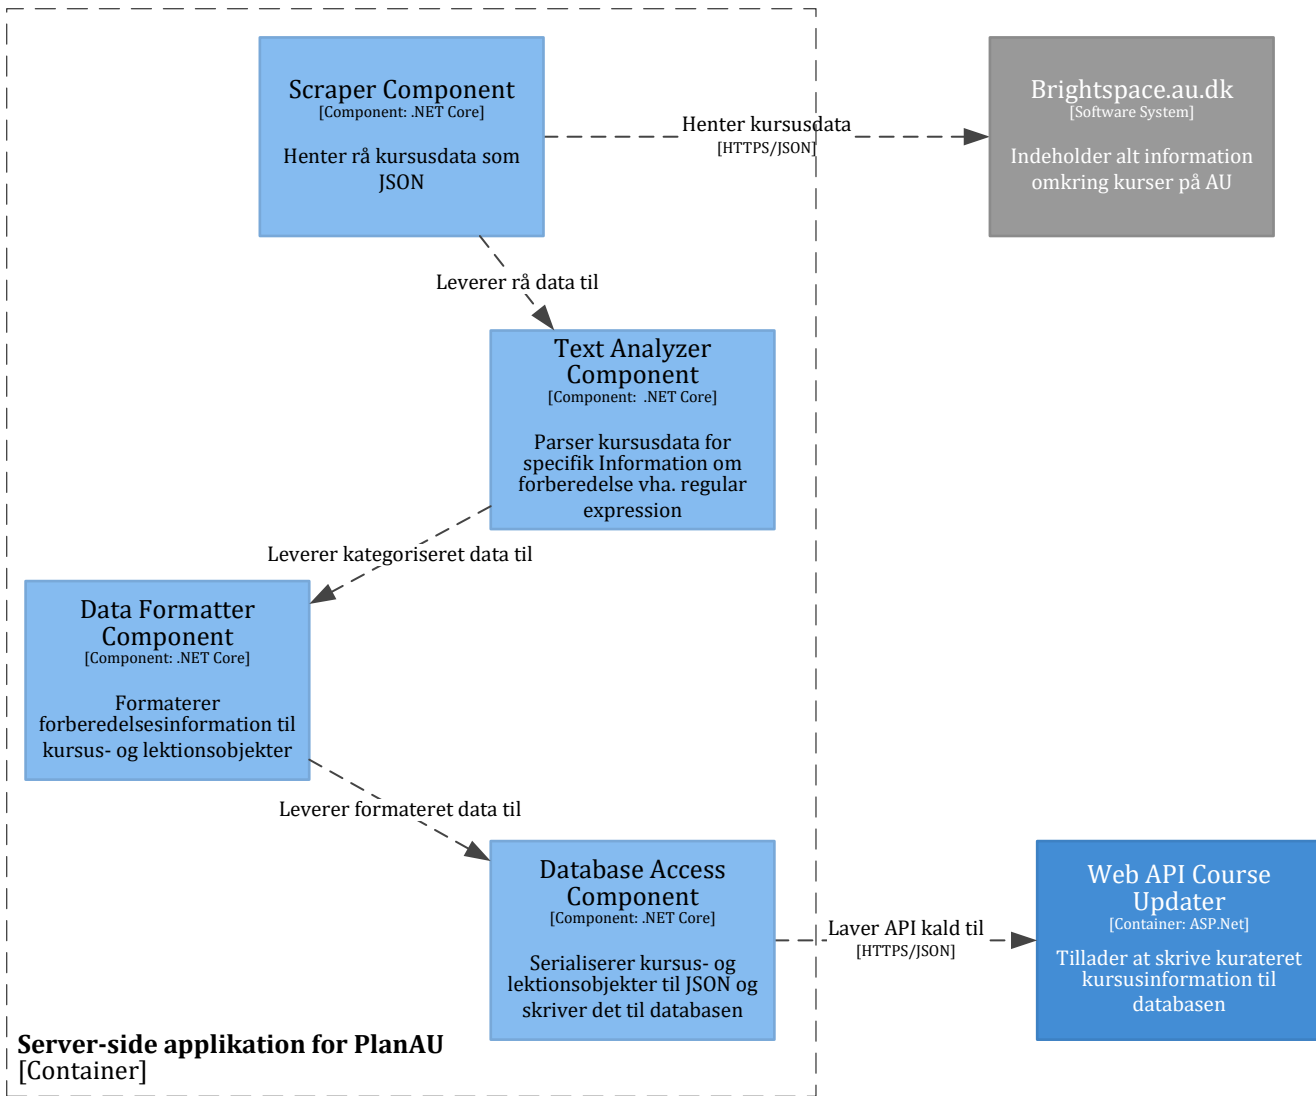 Scraper Component
[Component: .NET Core]
Henter rå kursusdata som
JSON
Henter kursusdata
[HTTPS/JSON]
Brightspace.au.dk
[Software System]
Indeholder alt information
omkring kurser på AU
Leverer rå data til
Text Analyzer
Component
[Component:  .NET Core]
Parser kursusdata for
specifik Information om
forberedelse vha. regular
expression
Leverer kategoriseret data til
Data Formatter
Component
[Component: .NET Core]
Formaterer
forberedelsesinformation til
kursus- og lektionsobjekter
Leverer formateret data til
Database Access
Component
[Component: .NET Core]
Serialiserer kursus- og
lektionsobjekter til JSON og
skriver det til databasen
Laver API kald til
[HTTPS/JSON]
Web API Course
Updater
[Container: ASP.Net]
Tillader at skrive kurateret
kursusinformation til
databasen
Server-side applikation for PlanAU
[Container]